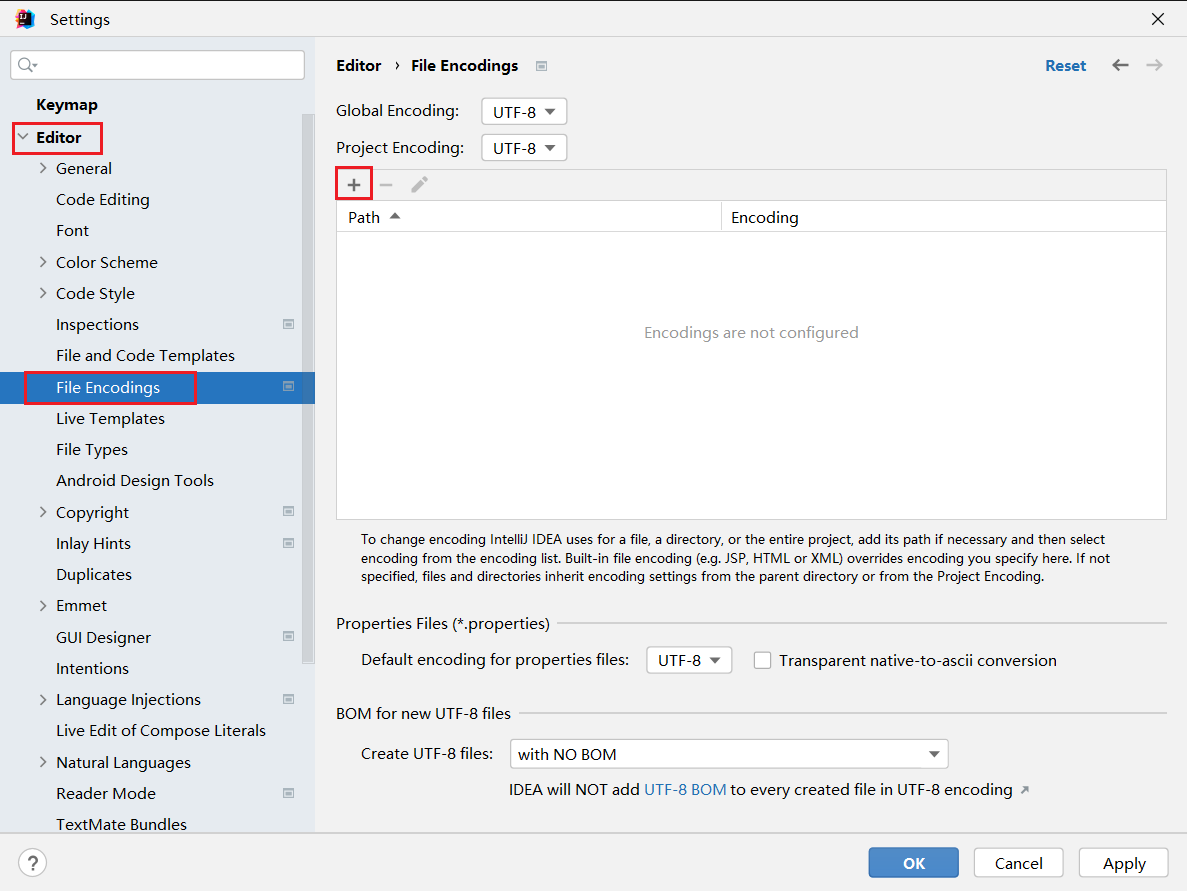 Settings
Keymap
Editor
General
Code Editing
Font
Color Scheme
Code Style
Inspections
File and Code Templates
File Encodings
Live Templates
File Types
Android Design Tools
Copyright
Inlay Hints
Duplicates
Emmet
GUI Designer
Intentions
Language Injections
Live Edit of Compose Literals
Natural Languages
Reader Mode
TextMate Bundles
Editor › File Encodings
Reset
Global Encoding: UTF-8
Project Encoding: UTF-8
Path Encoding
Encodings are not configured
To change encoding IntelliJ IDEA uses for a file, a directory, or the entire project, add its path if necessary and then select
encoding from the encoding list. Built-in file encoding (e.g. JSP, HTML or XML) overrides encoding you specify here. If not
specified, files and directories inherit encoding settings from the parent directory or from the Project Encoding.
Properties Files (*.properties)
Default encoding for properties files: UTF-8 Transparent native-to-ascii conversion
BOM for new UTF-8 files
Create UTF-8 files: with NO BOM
IDEA will NOT add UTF-8 BOM to every created file in UTF-8 encoding ↗
? OK Cancel Apply